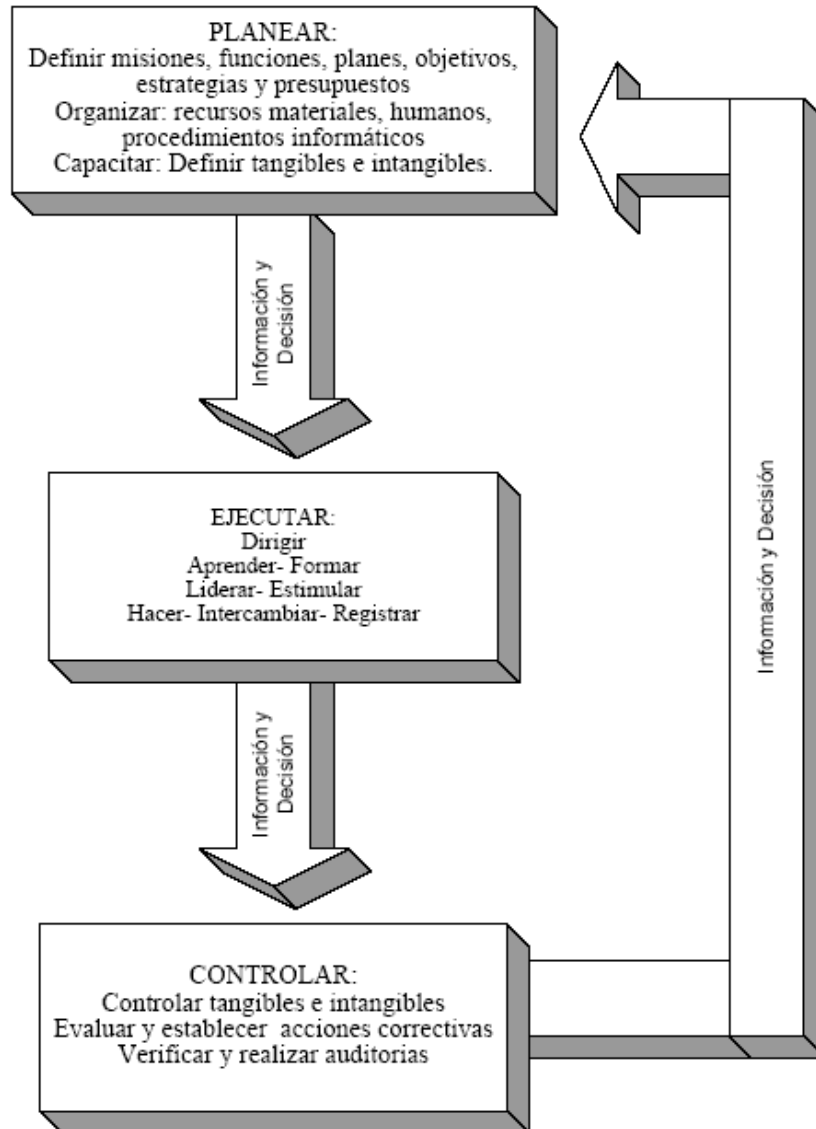 PLANEAR:
Definir misiones, funciones, planes, objetivos,
estrategias y presupuestos
Organizar: recursos materiales, humanos,
procedimientos informáticos
Capacitar: Definir tangibles e intangibles.
Información y
Decisión
EJECUTAR:
Dirigir
Aprender- Formar
Liderar- Estimular
Hacer- Intercambiar- Registrar
Información y
Decisión
CONTROLAR:
Controlar tangibles e intangibles
Evaluar y establecer acciones correctivas
Verificar y realizar auditorias
Información y Decisión